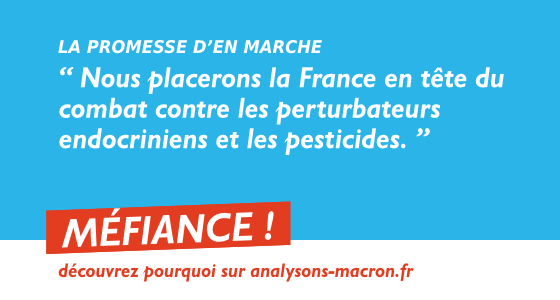 LA PROMESSE D’EN MARCHE
“ Nous placerons la France en tête du
combat contre les perturbateurs
endocriniens et les pesticides. ”
MÉFIANCE !
découvrez pourquoi sur analysons-macron.fr